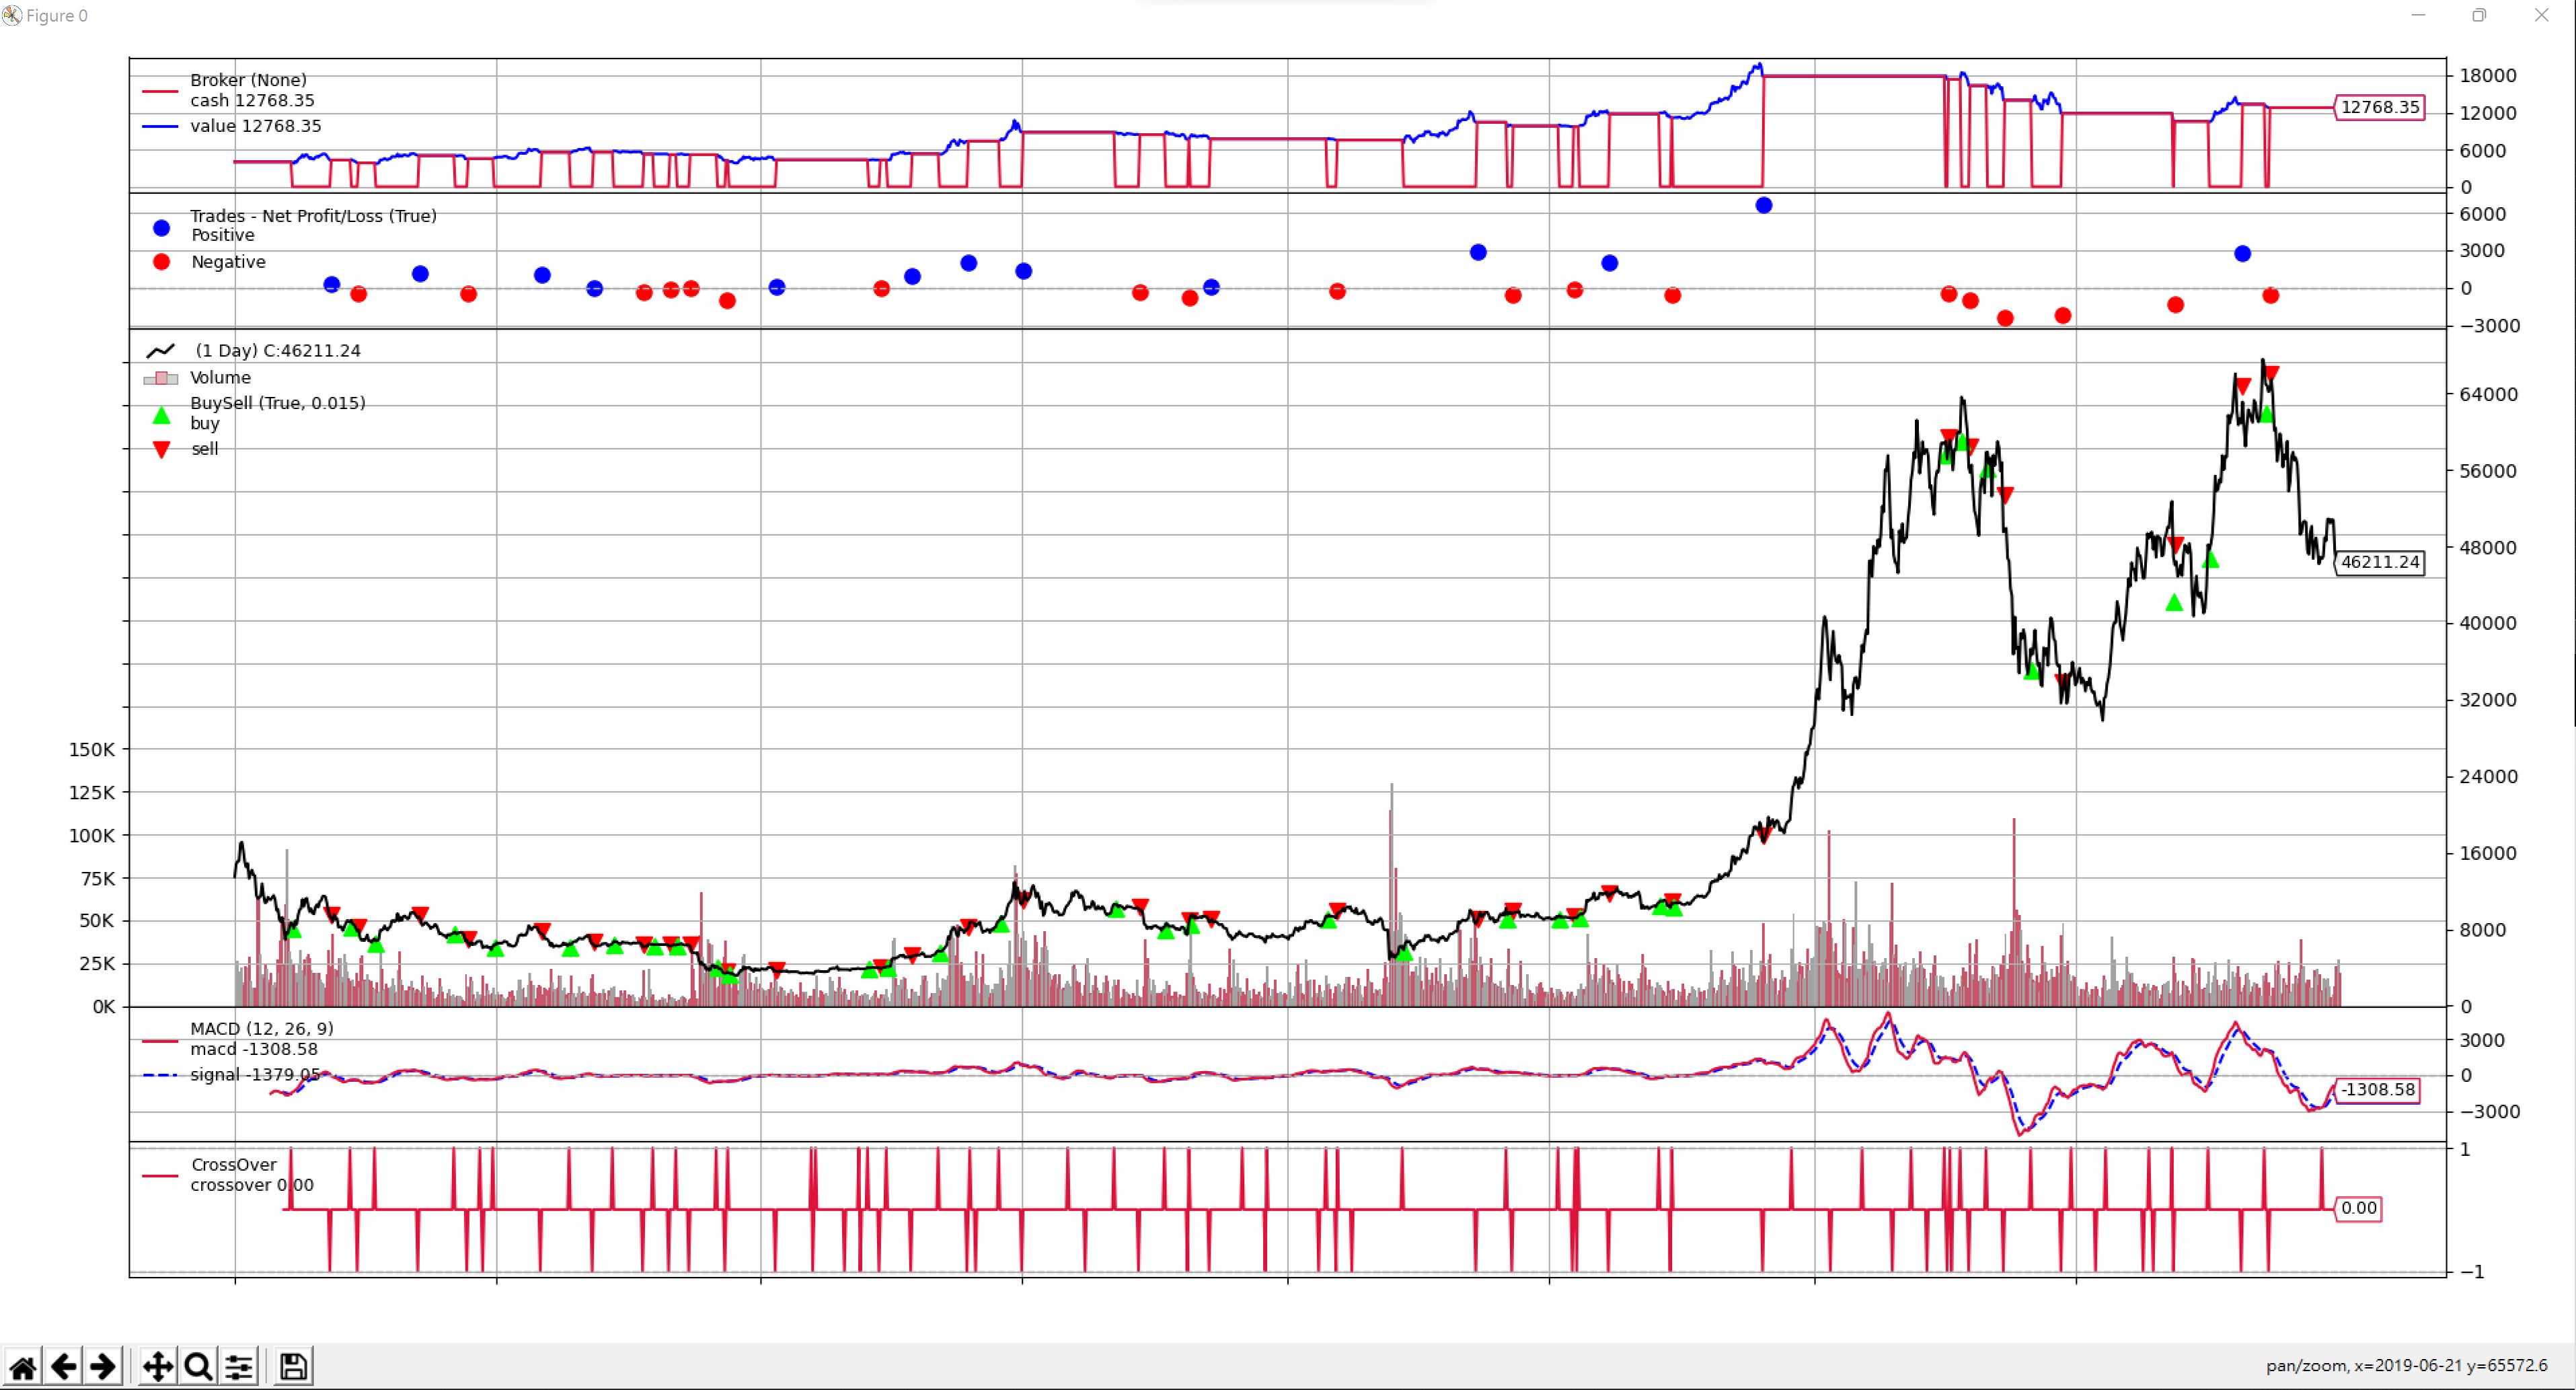 Figure 0
Broker (None)
cash 12768.35
value 12768.35
18000
12768.35
12000
6000
0
Trades - Net Profit/Loss (True)
Positive
Negative
6000
3000
0
−3000
(1 Day) C:46211.24
Volume
BuySell (True, 0.015)
buy
sell
64000
56000
48000
46211.24
40000
32000
24000
16000
8000
0
150K
125K
100K
75K
50K
25K
0K
MACD (12, 26, 9)
macd -1308.58
signal -1379.05
3000
0
-1308.58
−3000
CrossOver
crossover 0.00
1
0.00
−1
pan/zoom, x=2019-06-21 y=65572.6